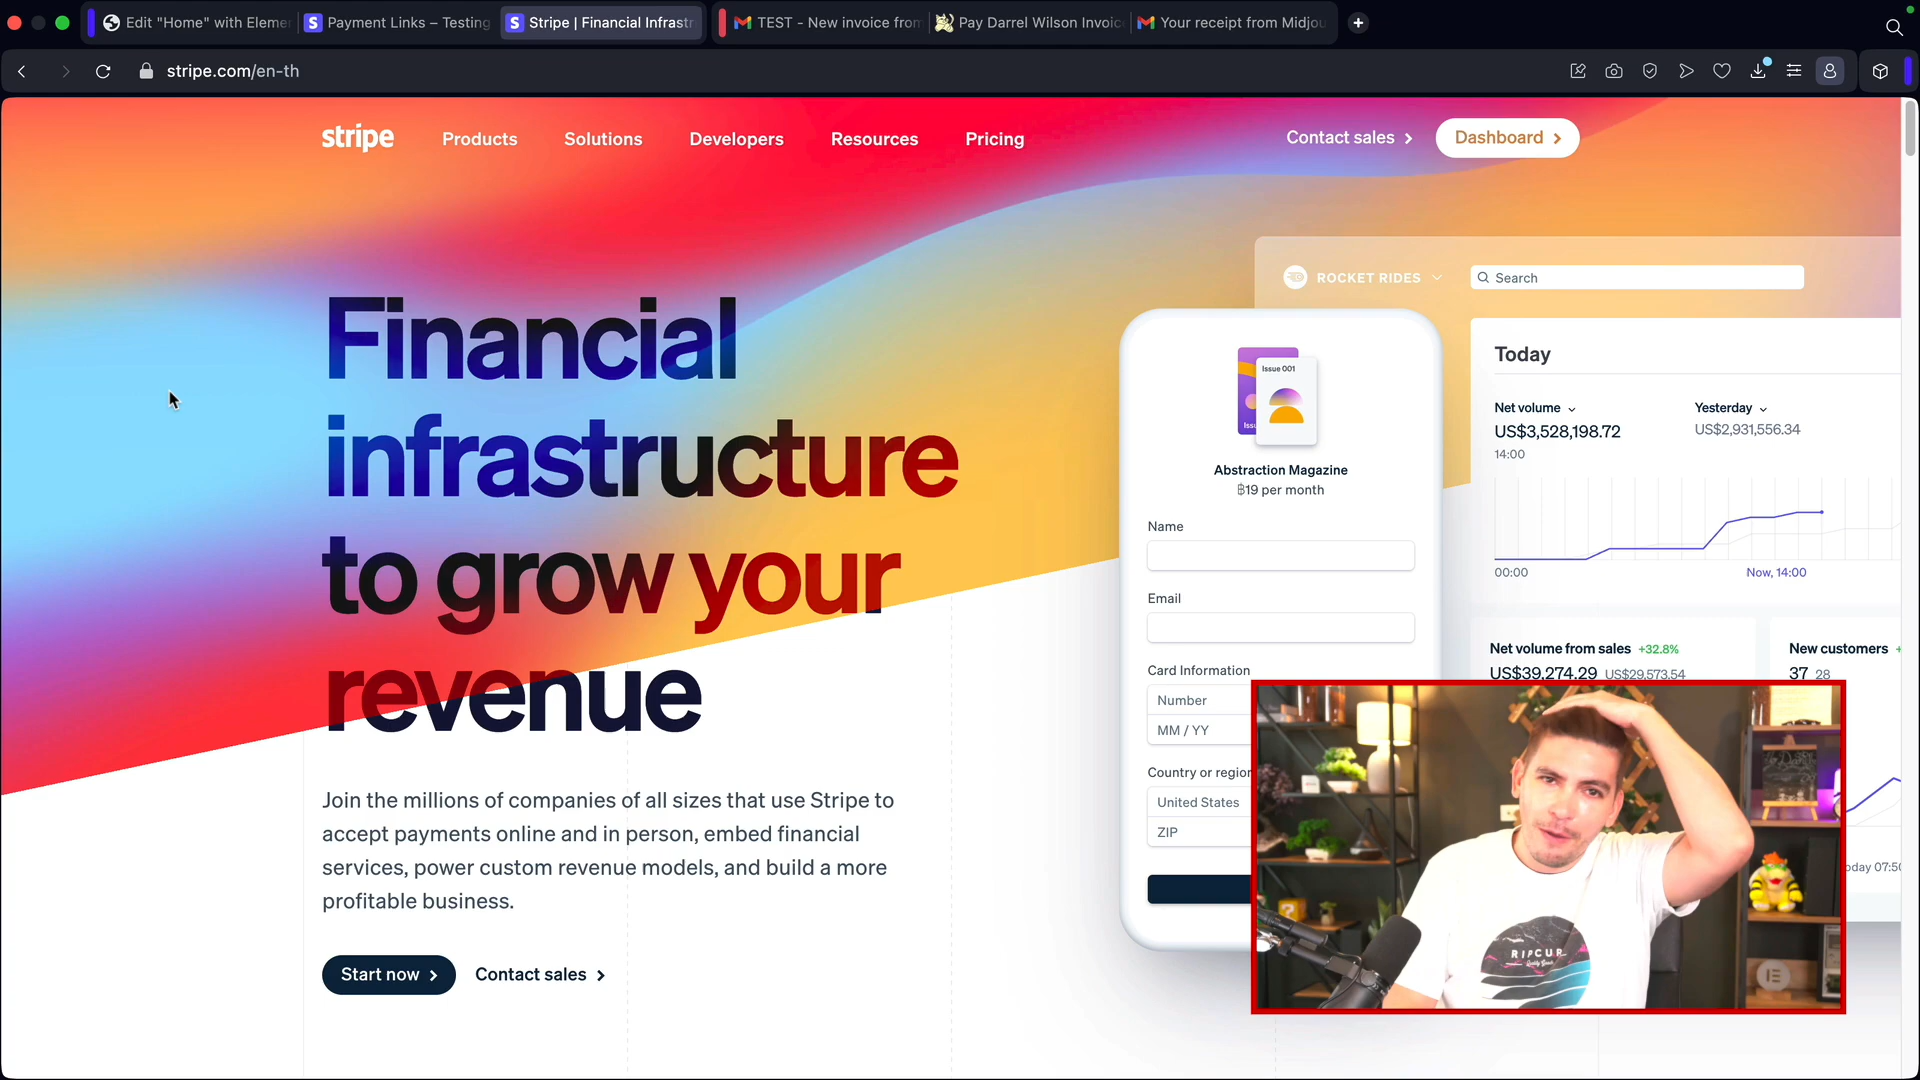 Edit "Home" with Eleme
Payment Links – Testing
Stripe | Financial Infrastr
TEST - New invoice from
Pay Darrel Wilson Invoic
Your receipt from Midjou
stripe.com/en-th
stripe
Products
Solutions
Developers
Resources
Pricing
Contact sales
Dashboard
ROCKET RIDES
Search
Financial
infrastructure
to grow your
revenue
Issue 001
Abstraction Magazine
฿19 per month
Name
Email
Card Information
Number
MM / YY
Country or region
United States
ZIP
Today
Net volume
US$3,528,198.72
14:00
Yesterday
US$2,931,556.34
00:00
Now, 14:00
Net volume from sales +32.8%
US$39,274.29 US$29,573.54
New customers
37 28
oday 07:50
Join the millions of companies of all sizes that use Stripe to
accept payments online and in person, embed financial
services, power custom revenue models, and build a more
profitable business.
Start now
Contact sales
RIPCURL